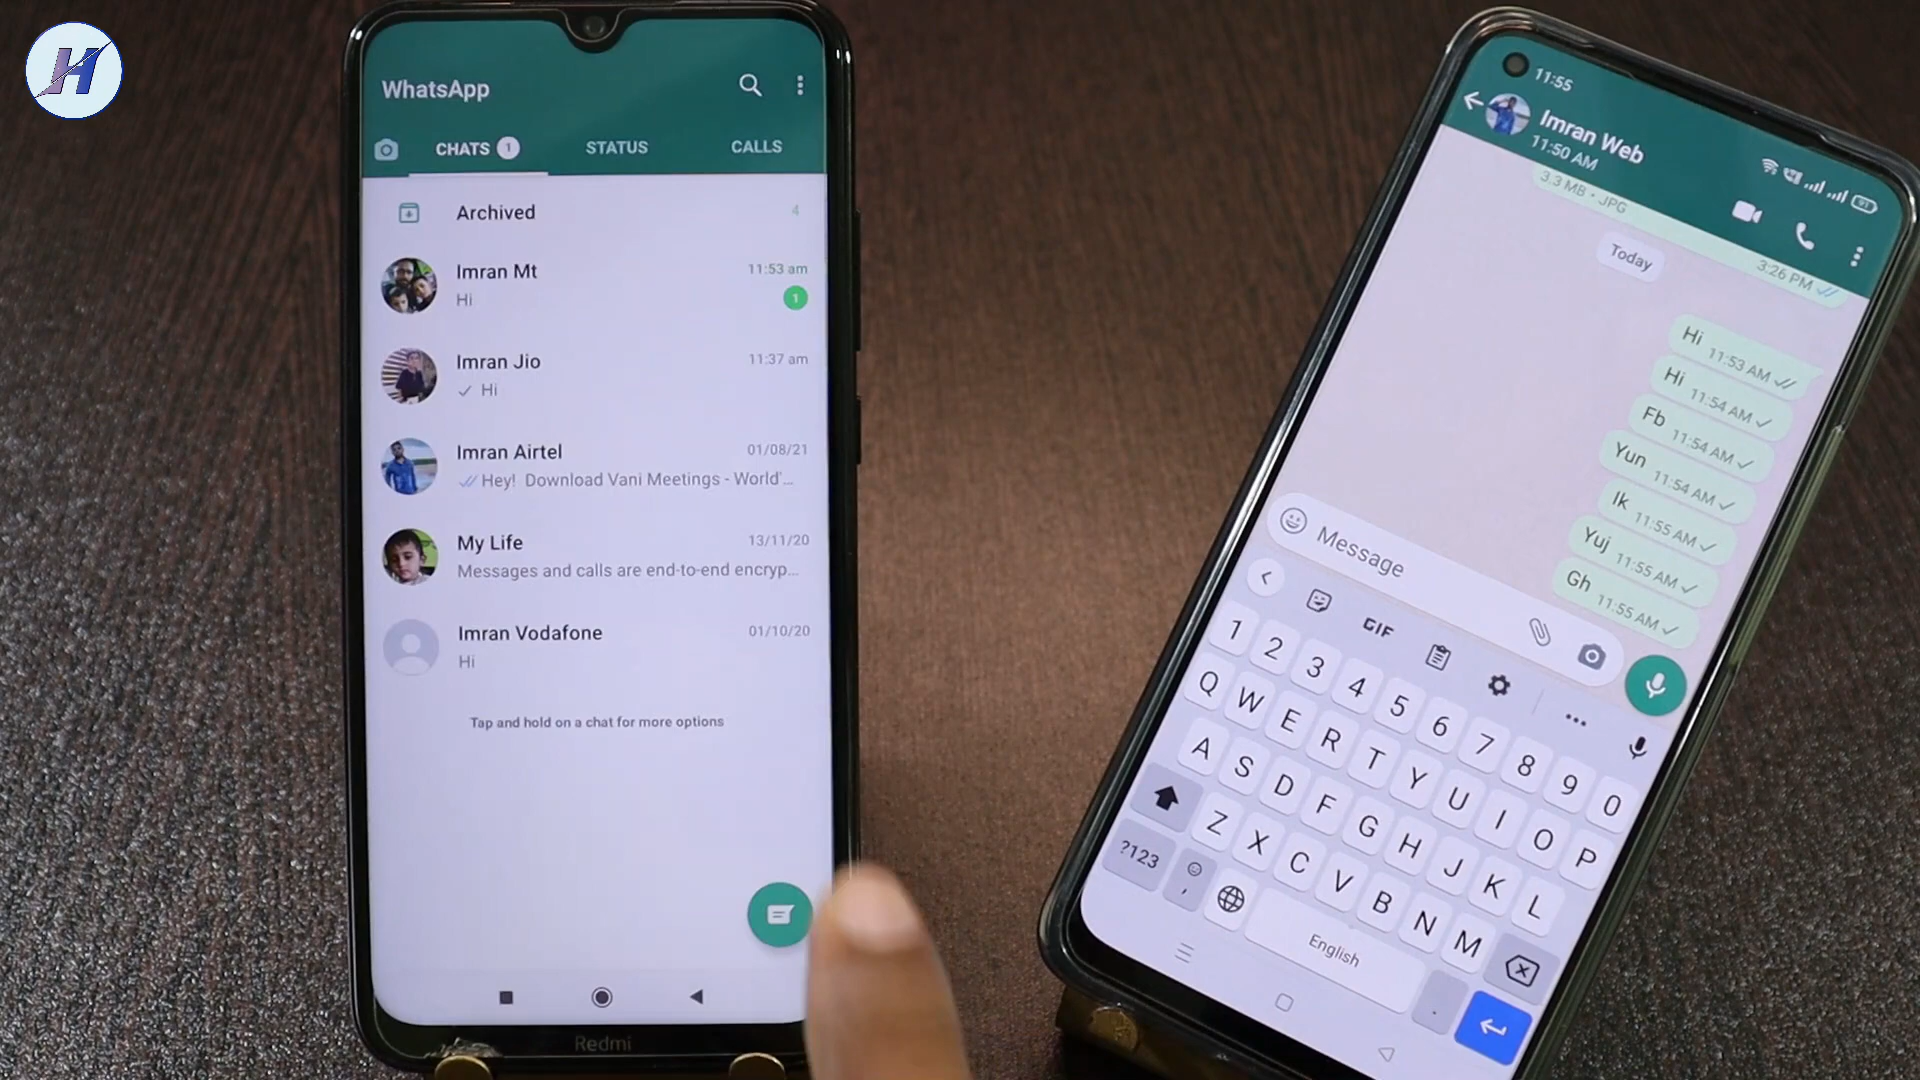 H
WhatsApp
CHATS 1
STATUS
CALLS
Archived
4
Imran Mt
11:53 am
Hi
1
Imran Jio
11:37 am
Hi
Imran Airtel
01/08/21
Hey! Download Vani Meetings - World'...
My Life
13/11/20
Messages and calls are end-to-end encryp...
Imran Vodafone
01/10/20
Hi
Tap and hold on a chat for more options
Redmi
11:55
91
Imran Web
11:50 AM
3.3 MB • JPG
3:26 PM
Today
Hi 11:53 AM
Hi 11:54 AM
Fb 11:54 AM
Yun 11:54 AM
Ik 11:55 AM
Yuj 11:55 AM
Gh 11:55 AM
Message
GIF
1 2 3 4 5 6 7 8 9 0
Q W E R T Y U I O P
A S D F G H J K L
Z X C V B N M
?123 , English .